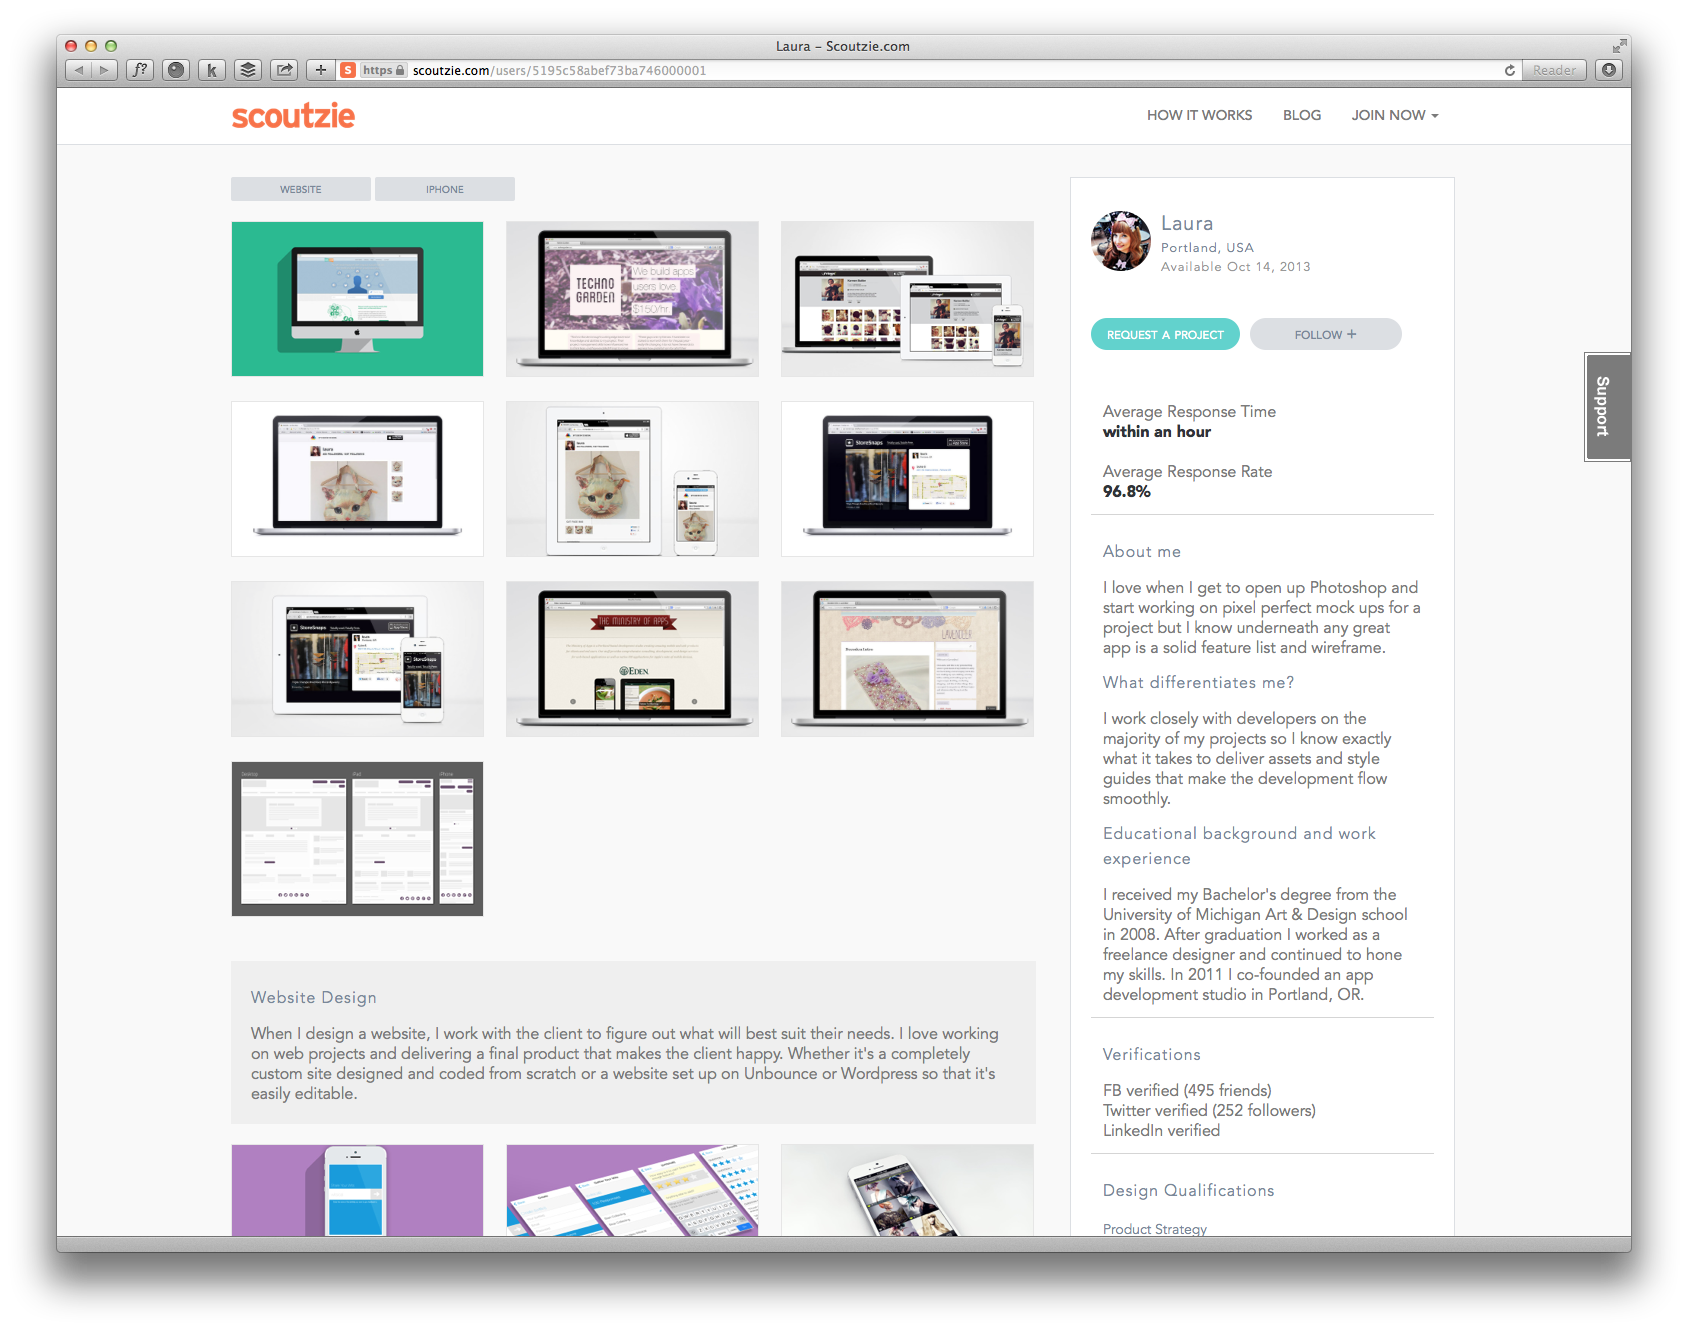 Laura – Scoutzie.com
f?
k
+
S
https
scoutzie.com/users/5195c58abef73ba746000001
Reader
scoutzie
HOW IT WORKS
BLOG
JOIN NOW
WEBSITE
IPHONE
TECHNO
GARDEN
We build apps
users love.
$150/hr.
StoreSnaps
StoreSnaps
THE MINISTRY OF APPS
EDEN
LAVENDER
Desktop
iPad
iPhone
Website Design
When I design a website, I work with the client to figure out what will best suit their needs. I love working
on web projects and delivering a final product that makes the client happy. Whether it's a completely
custom site designed and coded from scratch or a website set up on Unbounce or Wordpress so that it's
easily editable.
Laura
Portland, USA
Available Oct 14, 2013
REQUEST A PROJECT
FOLLOW +
Average Response Time
within an hour
Average Response Rate
96.8%
About me
I love when I get to open up Photoshop and
start working on pixel perfect mock ups for a
project but I know underneath any great
app is a solid feature list and wireframe.
What differentiates me?
I work closely with developers on the
majority of my projects so I know exactly
what it takes to deliver assets and style
guides that make the development flow
smoothly.
Educational background and work
experience
I received my Bachelor's degree from the
University of Michigan Art & Design school
in 2008. After graduation I worked as a
freelance designer and continued to hone
my skills. In 2011 I co-founded an app
development studio in Portland, OR.
Verifications
FB verified (495 friends)
Twitter verified (252 followers)
LinkedIn verified
Design Qualifications
Product Strategy
Support